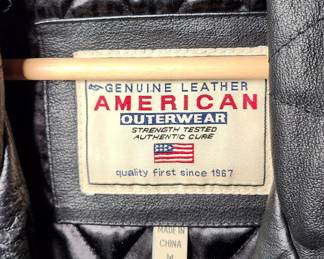 GENUINE LEATHER
AMERICAN
OUTERWEAR
STRENGTH TESTED
AUTHENTIC CURE
quality first since 1967
MADE IN
CHINA
M